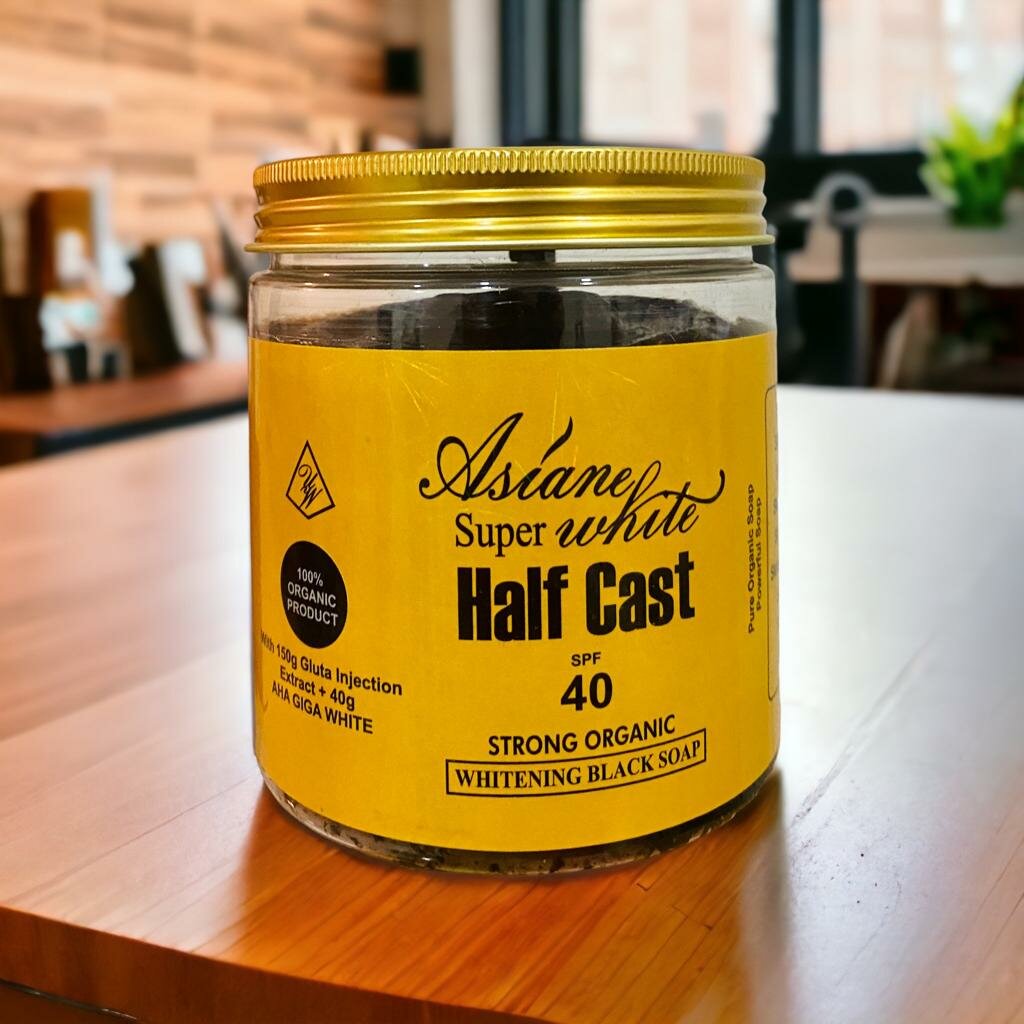 100%
ORGANIC
PRODUCT
With 150g Gluta Injection
Extract + 40g
AHA GIGA WHITE
Asiane
Super white
Half Cast
SPF
40
STRONG ORGANIC
WHITENING BLACK SOAP
Pure Organic Soap
Powerful Soap